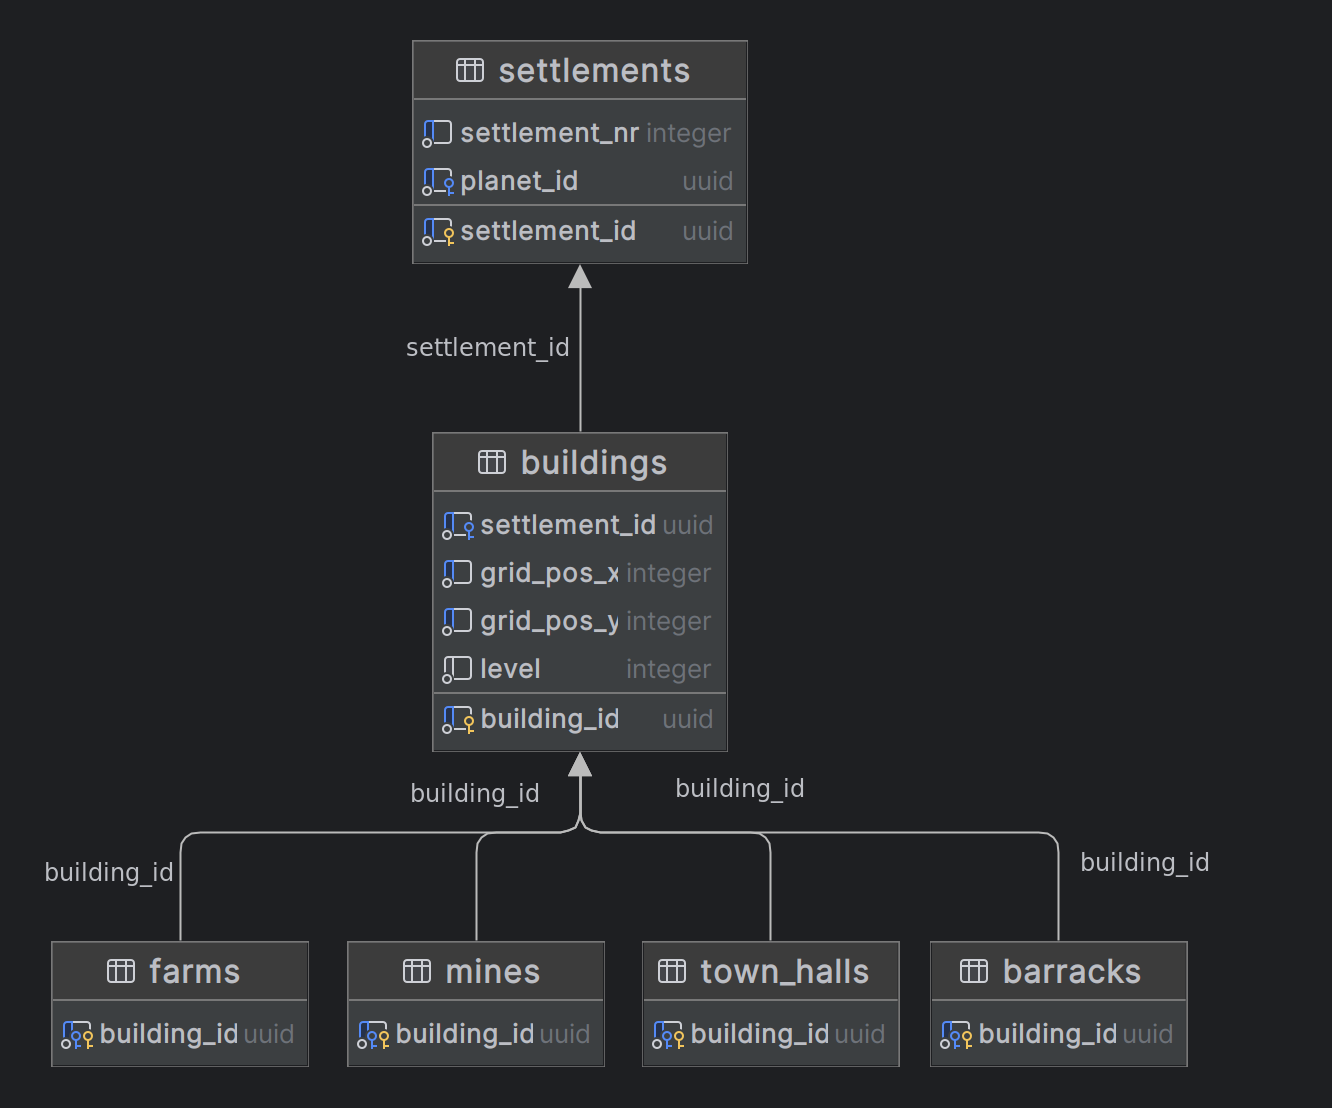 settlements
settlement_nr integer
planet_id uuid
settlement_id uuid
settlement_id
buildings
settlement_id uuid
grid_pos_x integer
grid_pos_y integer
level integer
building_id uuid
building_id
building_id
building_id
building_id
farms
building_id uuid
mines
building_id uuid
town_halls
building_id uuid
barracks
building_id uuid